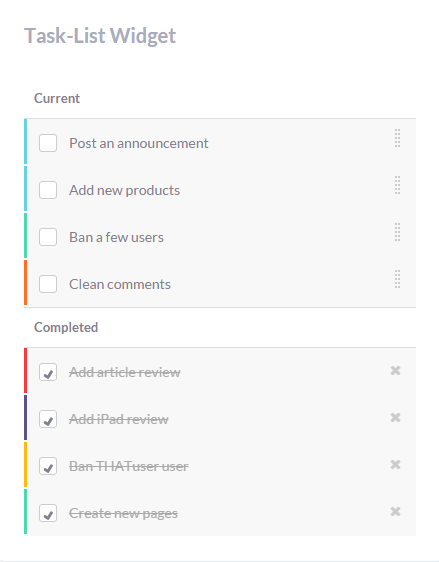 Task-List Widget
Current
Post an announcement
Add new products
Ban a few users
Clean comments
Completed
Add article review
Add iPad review
Ban THATuser user
Create new pages